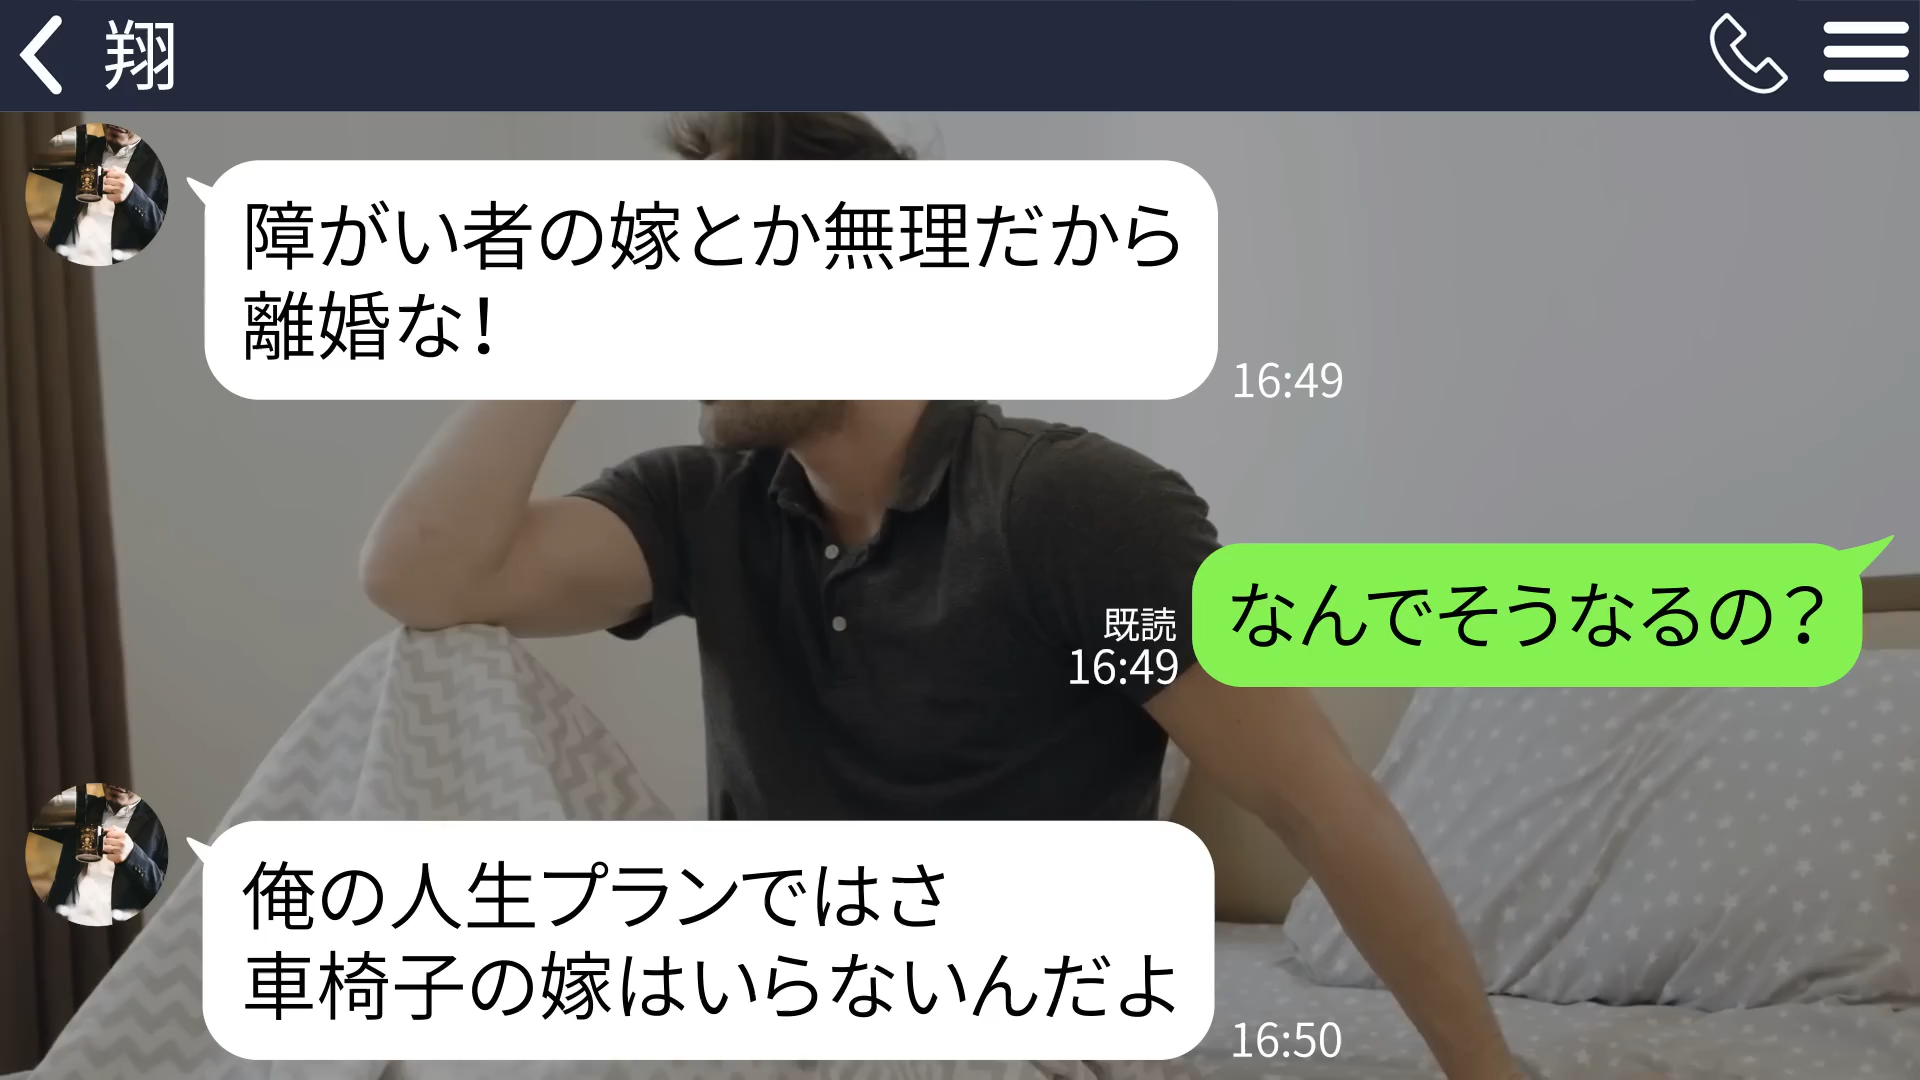 翔
障がい者の嫁とか無理だから
離婚な！
16:49
なんでそうなるの？
既読
16:49
俺の人生プランではさ
車椅子の嫁はいらないんだよ
16:50